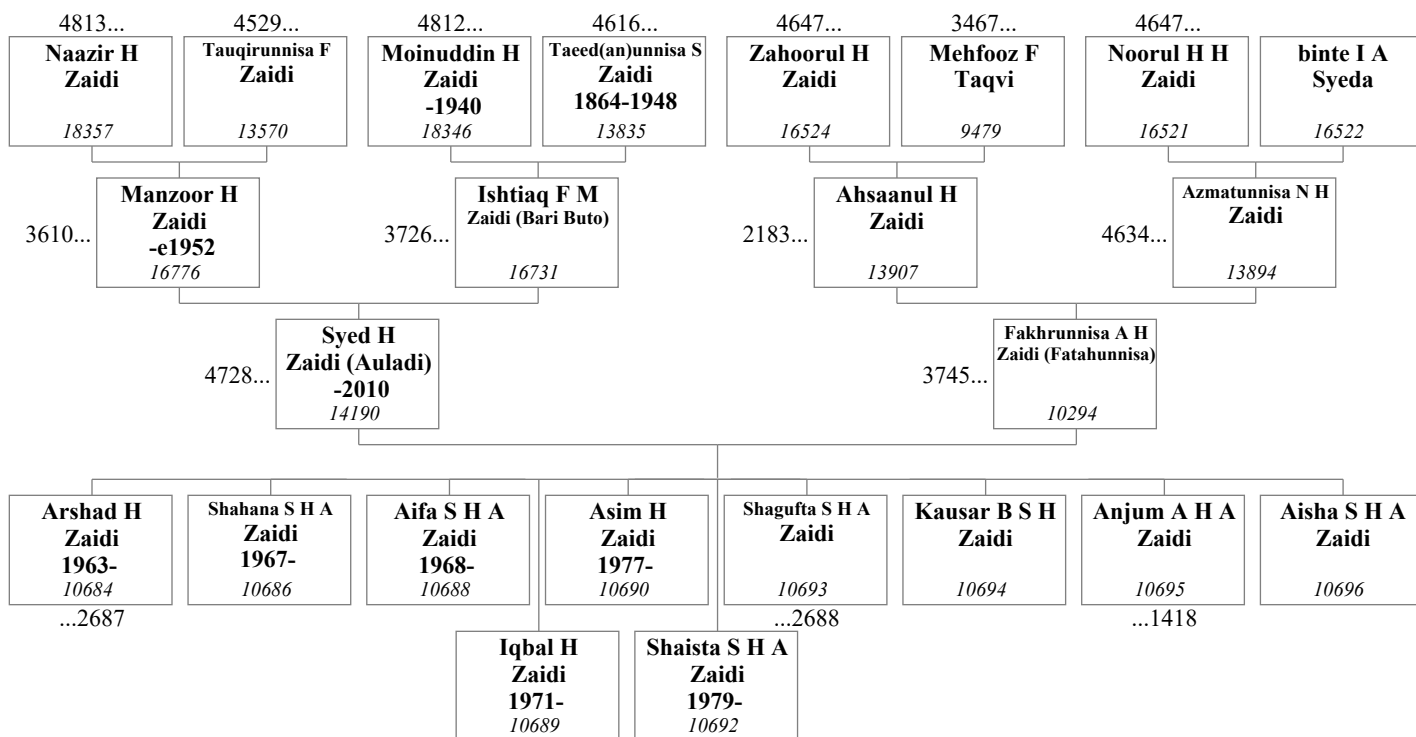 4813... 4529... 4812... 4616... 4647... 3467... 4647...
Naazir H
Zaidi
18357
Tauqirunnisa F
Zaidi
13570
Moinuddin H
Zaidi
-1940
18346
Taeed(an)unnisa S
Zaidi
1864-1948
13835
Zahoorul H
Zaidi
16524
Mehfooz F
Taqvi
9479
Noorul H H
Zaidi
16521
binte I A
Syeda
16522
3610...
Manzoor H
Zaidi
-e1952
16776
3726...
Ishtiaq F M
Zaidi (Bari Buto)
16731
2183...
Ahsaanul H
Zaidi
13907
4634...
Azmatunnisa N H
Zaidi
13894
4728...
Syed H
Zaidi (Auladi)
-2010
14190
3745...
Fakhrunnisa A H
Zaidi (Fatahunnisa)
10294
Arshad H
Zaidi
1963-
10684
...2687
Shahana S H A
Zaidi
1967-
10686
Aifa S H A
Zaidi
1968-
10688
Asim H
Zaidi
1977-
10690
Shagufta S H A
Zaidi
10693
...2688
Kausar B S H
Zaidi
10694
Anjum A H A
Zaidi
10695
...1418
Aisha S H A
Zaidi
10696
Iqbal H
Zaidi
1971-
10689
Shaista S H A
Zaidi
1979-
10692